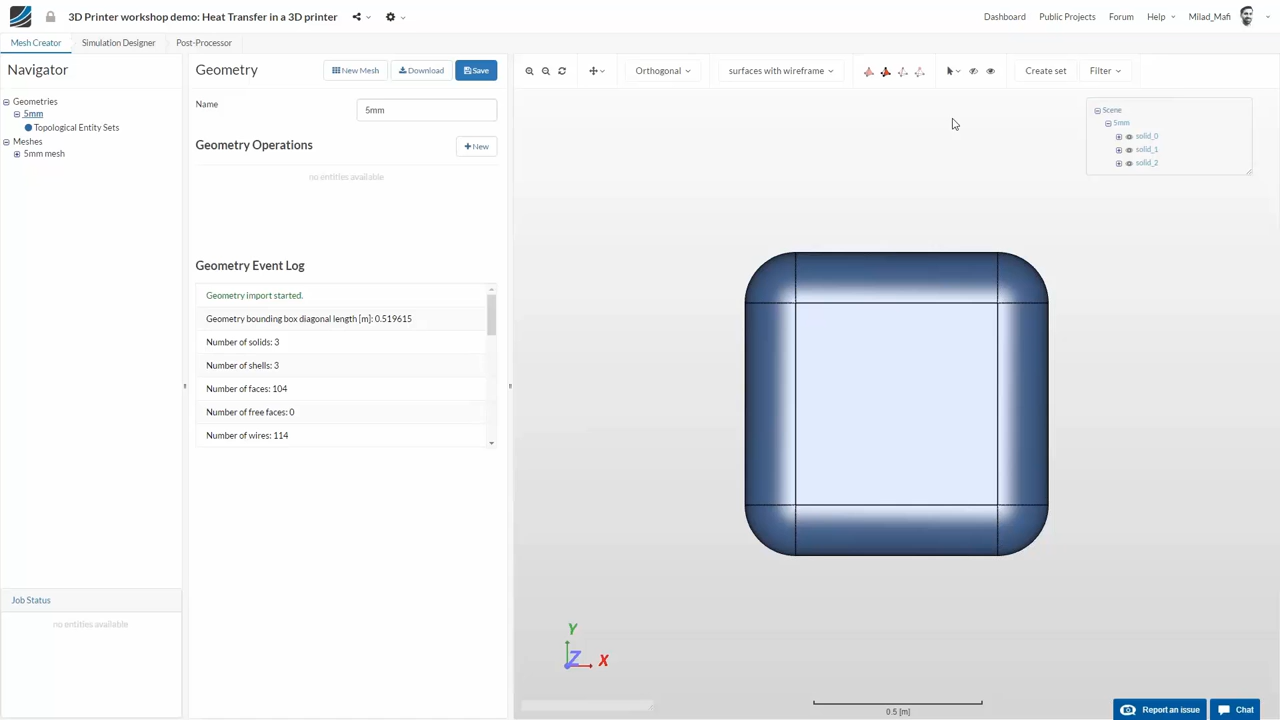 3D Printer workshop demo: Heat Transfer in a 3D printer
Dashboard
Public Projects
Forum
Help
Milad_Mafi
Mesh Creator
Simulation Designer
Post-Processor
Navigator
Geometries
5mm
Topological Entity Sets
Meshes
5mm mesh
Job Status
no entities available
Geometry
New Mesh
Download
Save
Name
5mm
Geometry Operations
+ New
no entities available
Geometry Event Log
Geometry import started.
Geometry bounding box diagonal length [m]: 0.519615
Number of solids: 3
Number of shells: 3
Number of faces: 104
Number of free faces: 0
Number of wires: 114
Orthogonal
surfaces with wireframe
Create set
Filter
Scene
5mm
solid_0
solid_1
solid_2
Y
Z X
0.5 [m]
Report an issue
Chat